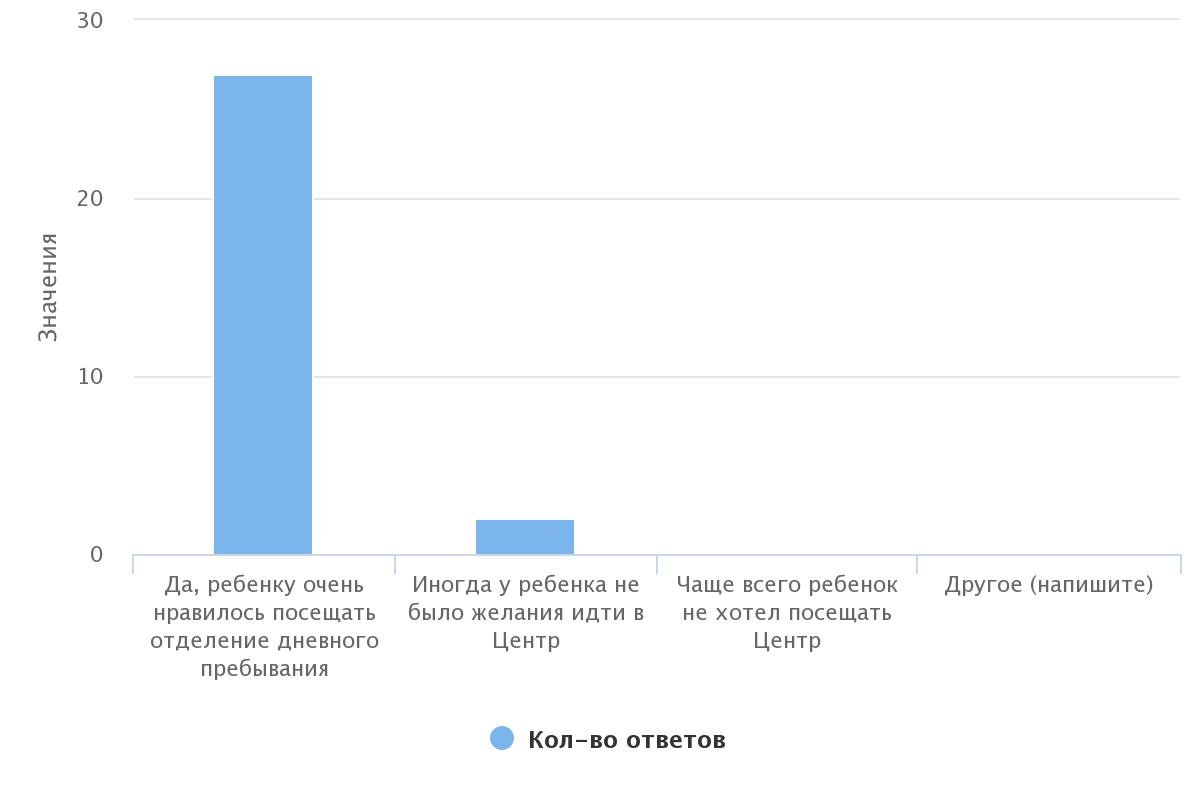 30
20
10
0
Значения
Да, ребенку очень
нравилось посещать
отделение дневного
пребывания
Иногда у ребенка не
было желания идти в
Центр
Чаще всего ребенок
не хотел посещать
Центр
Другое (напишите)
Кол-во ответов